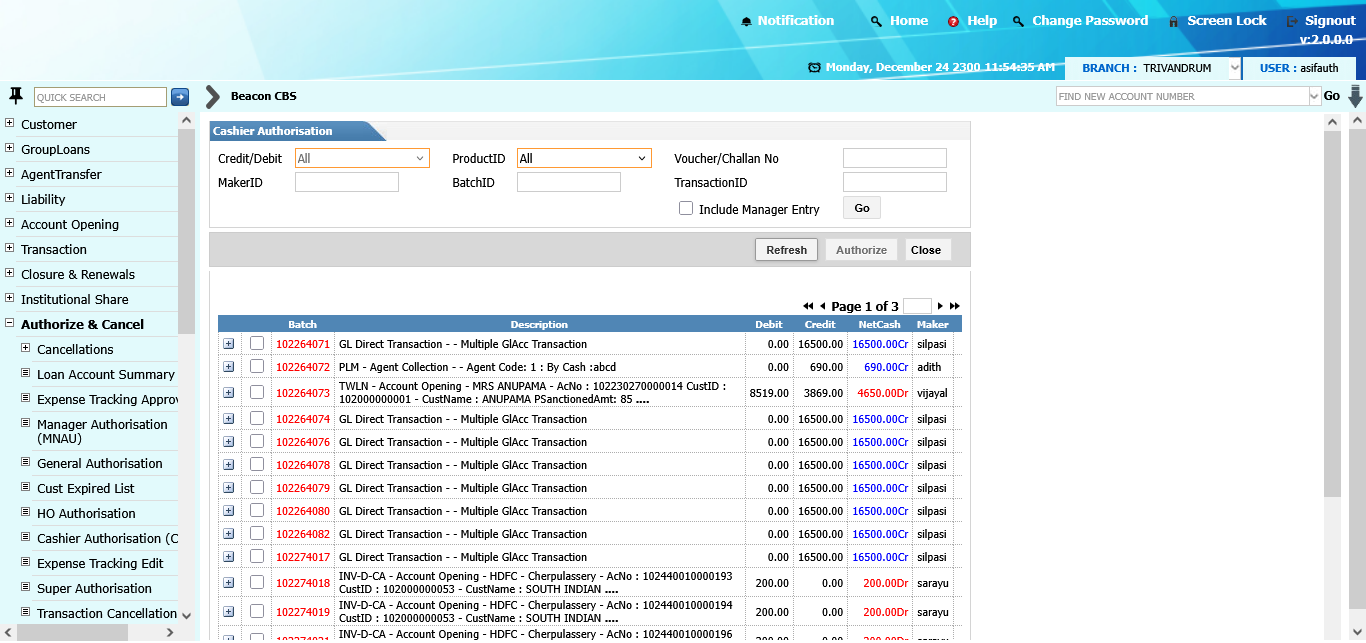 Notification Home Help Change Password Screen Lock Signout
v:2.0.0.0
Monday, December 24 2300 11:54:35 AM BRANCH : TRIVANDRUM USER : asifauth
QUICK SEARCH Beacon CBS FIND NEW ACCOUNT NUMBER Go
Customer
GroupLoans
AgentTransfer
Liability
Account Opening
Transaction
Closure & Renewals
Institutional Share
Authorize & Cancel
Cancellations
Loan Account Summary
Expense Tracking Approv
Manager Authorisation
(MNAU)
General Authorisation
Cust Expired List
HO Authorisation
Cashier Authorisation (C
Expense Tracking Edit
Super Authorisation
Transaction Cancellation
Cashier Authorisation
Credit/Debit All ProductID All Voucher/Challan No
MakerID BatchID TransactionID
Include Manager Entry Go
Refresh Authorize Close
Page 1 of 3
Batch Description Debit Credit NetCash Maker
102264071 GL Direct Transaction - - Multiple GlAcc Transaction 0.00 16500.00 16500.00Cr silpasi
102264072 PLM - Agent Collection - - Agent Code: 1 : By Cash :abcd 0.00 690.00 690.00Cr adith
102264073 TWLN - Account Opening - MRS ANUPAMA - AcNo : 102230270000014 CustID :
102000000001 - CustName : ANUPAMA PSanctionedAmt: 85 .... 8519.00 3869.00 4650.00Dr vijayal
102264074 GL Direct Transaction - - Multiple GlAcc Transaction 0.00 16500.00 16500.00Cr silpasi
102264076 GL Direct Transaction - - Multiple GlAcc Transaction 0.00 16500.00 16500.00Cr silpasi
102264078 GL Direct Transaction - - Multiple GlAcc Transaction 0.00 16500.00 16500.00Cr silpasi
102264079 GL Direct Transaction - - Multiple GlAcc Transaction 0.00 16500.00 16500.00Cr silpasi
102264080 GL Direct Transaction - - Multiple GlAcc Transaction 0.00 16500.00 16500.00Cr silpasi
102264082 GL Direct Transaction - - Multiple GlAcc Transaction 0.00 16500.00 16500.00Cr silpasi
102274017 GL Direct Transaction - - Multiple GlAcc Transaction 0.00 16500.00 16500.00Cr silpasi
102274018 INV-D-CA - Account Opening - HDFC - Cherpulassery - AcNo : 102440010000193
CustID : 102000000053 - CustName : SOUTH INDIAN .... 200.00 0.00 200.00Dr sarayu
102274019 INV-D-CA - Account Opening - HDFC - Cherpulassery - AcNo : 102440010000194
CustID : 102000000053 - CustName : SOUTH INDIAN .... 200.00 0.00 200.00Dr sarayu
INV-D-CA - Account Opening - HDFC - Cherpulassery - AcNo : 102440010000196